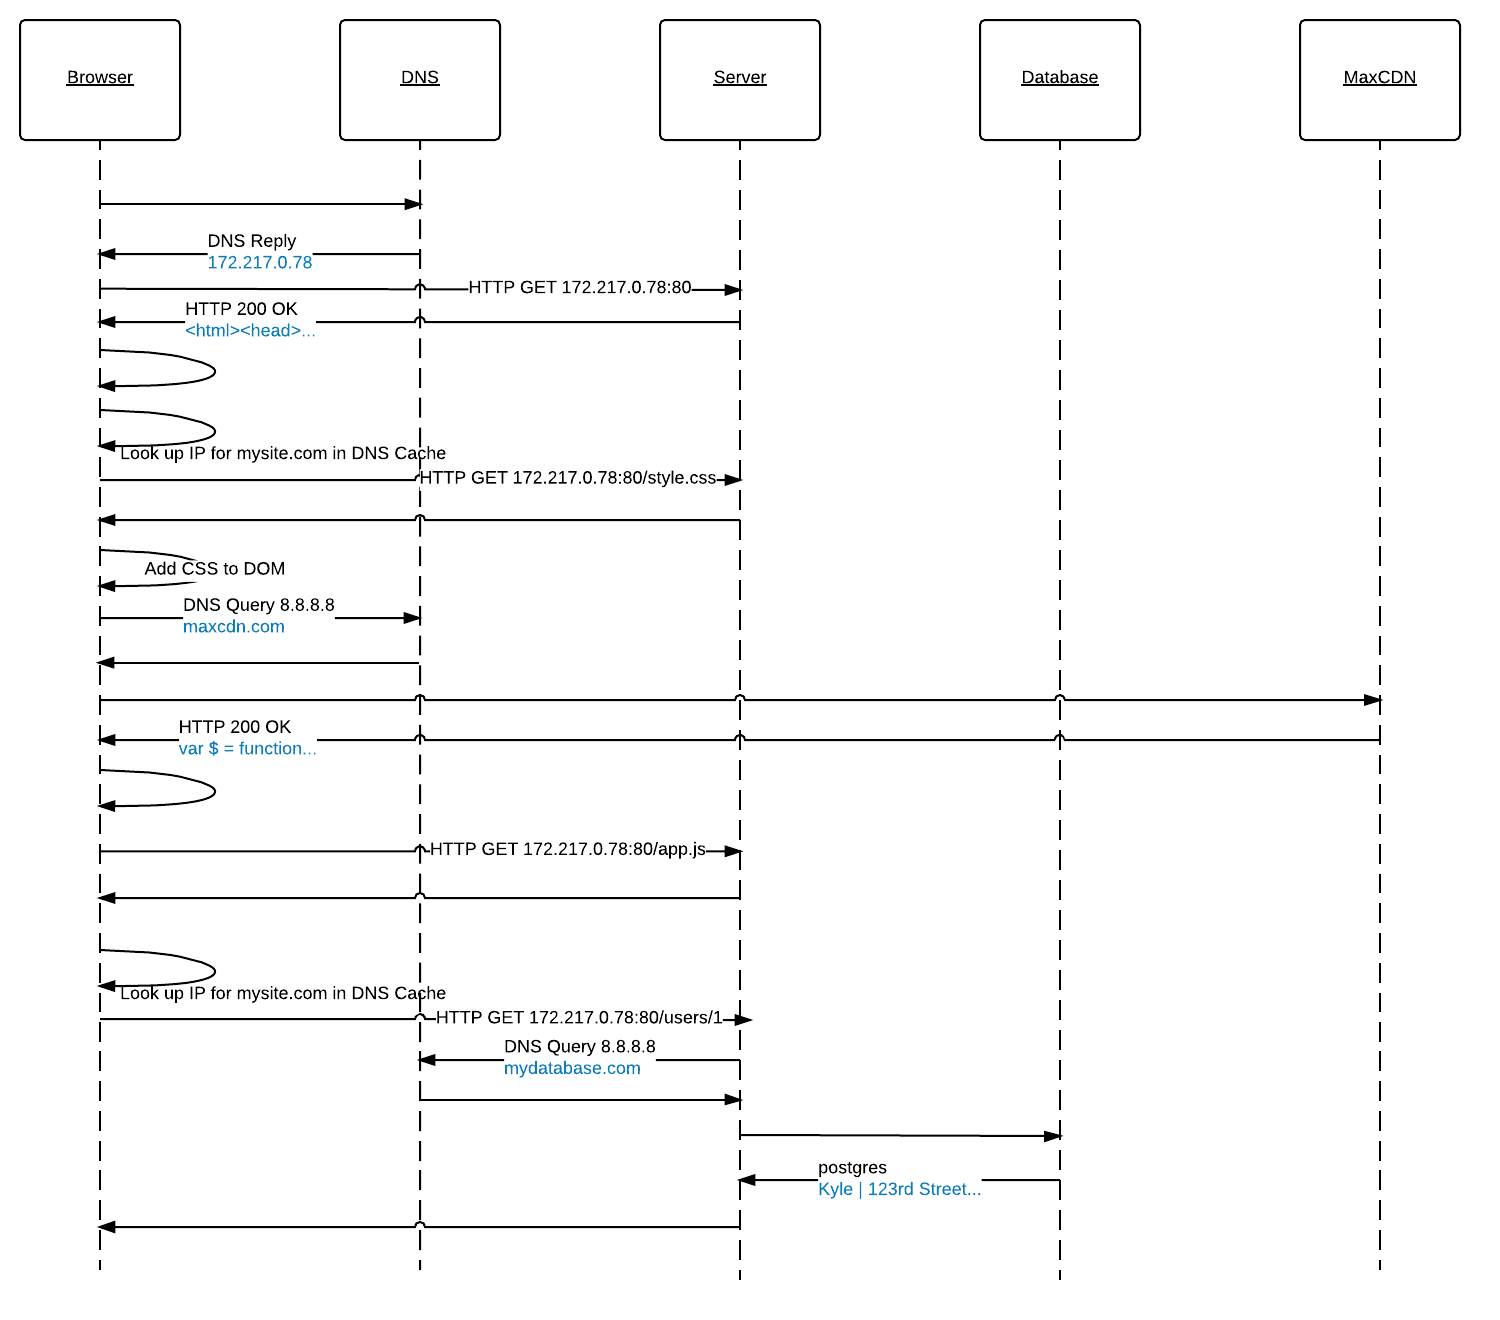 Browser
DNS
Server
Database
MaxCDN
DNS Reply
172.217.0.78
HTTP GET 172.217.0.78:80
HTTP 200 OK
<html><head>...
Look up IP for mysite.com in DNS Cache
HTTP GET 172.217.0.78:80/style.css
Add CSS to DOM
DNS Query 8.8.8.8
maxcdn.com
HTTP 200 OK
var $ = function...
HTTP GET 172.217.0.78:80/app.js
Look up IP for mysite.com in DNS Cache
HTTP GET 172.217.0.78:80/users/1
DNS Query 8.8.8.8
mydatabase.com
postgres
Kyle | 123rd Street...